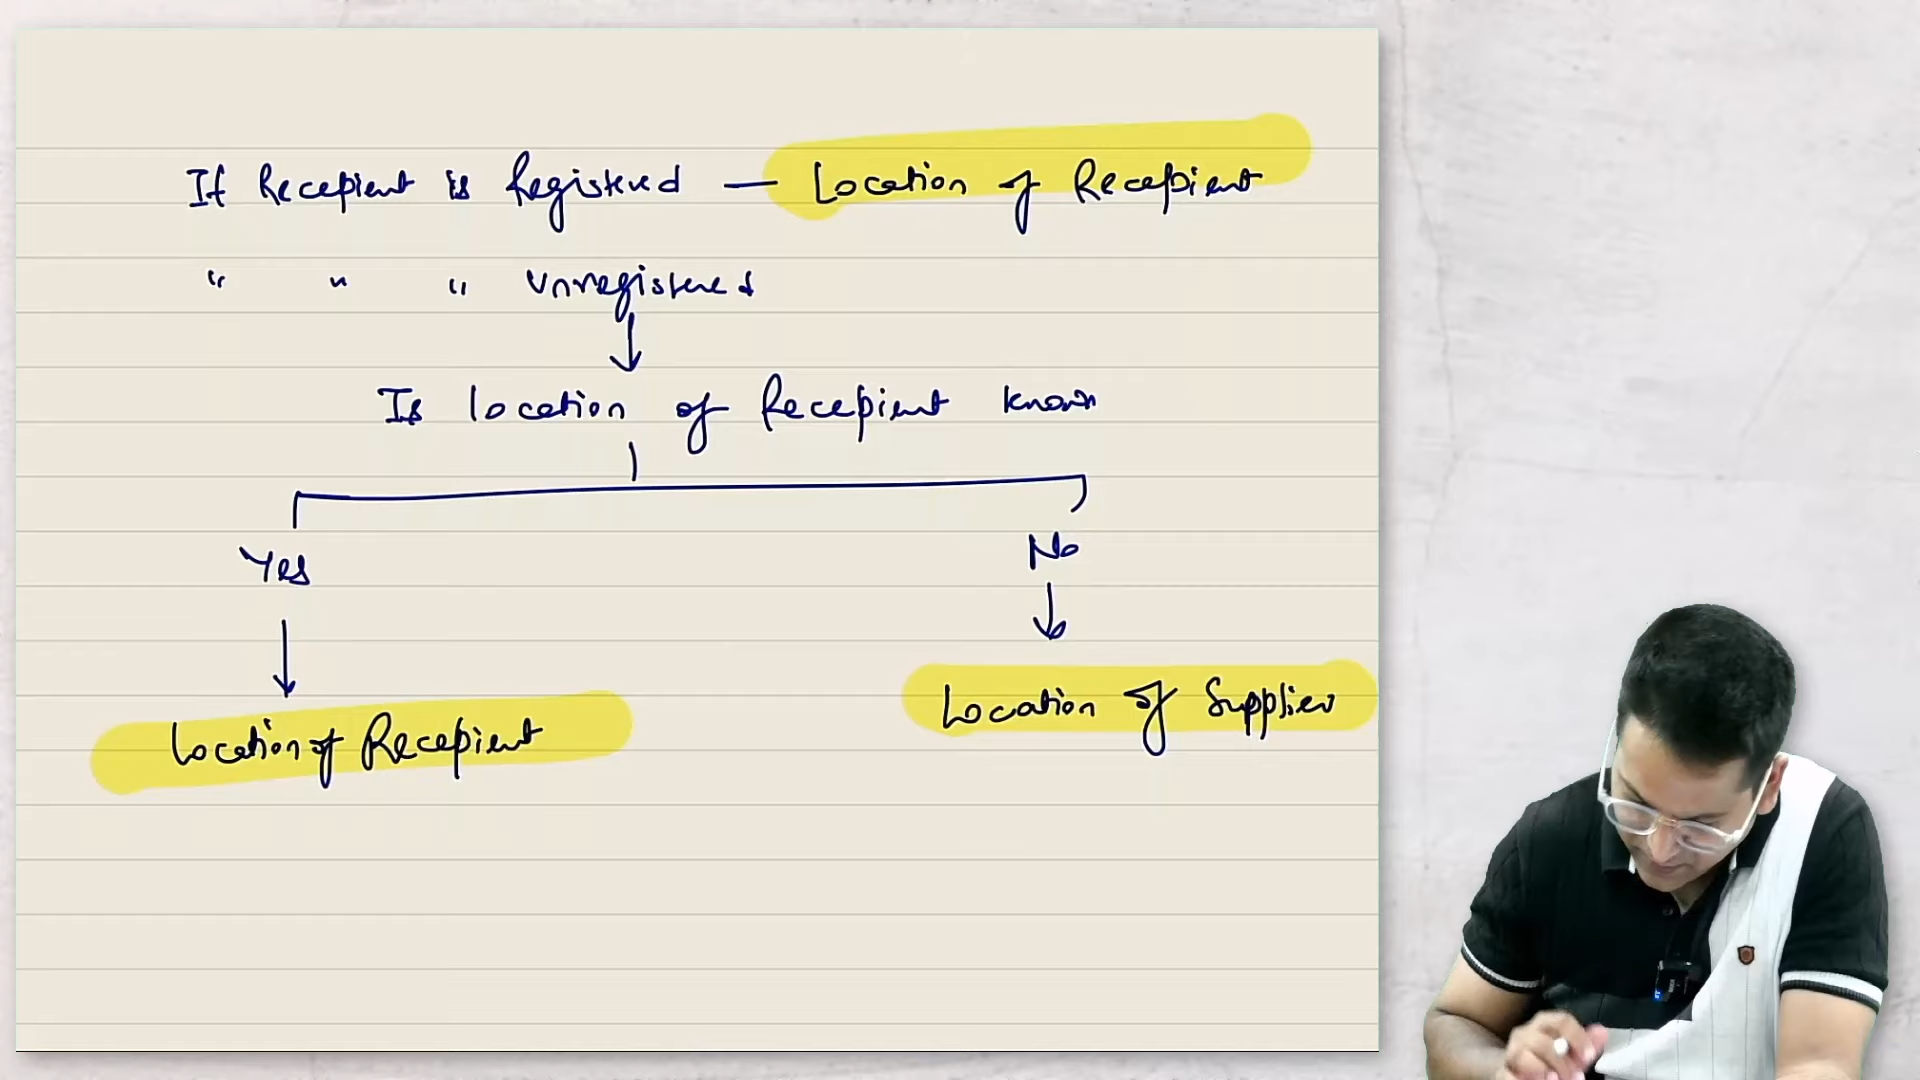 If Recepient is Registered — Location of Recepient
" " " Unregistered
Is location of Recepient known
Yes No
Location of Supplier
Location of Recepient